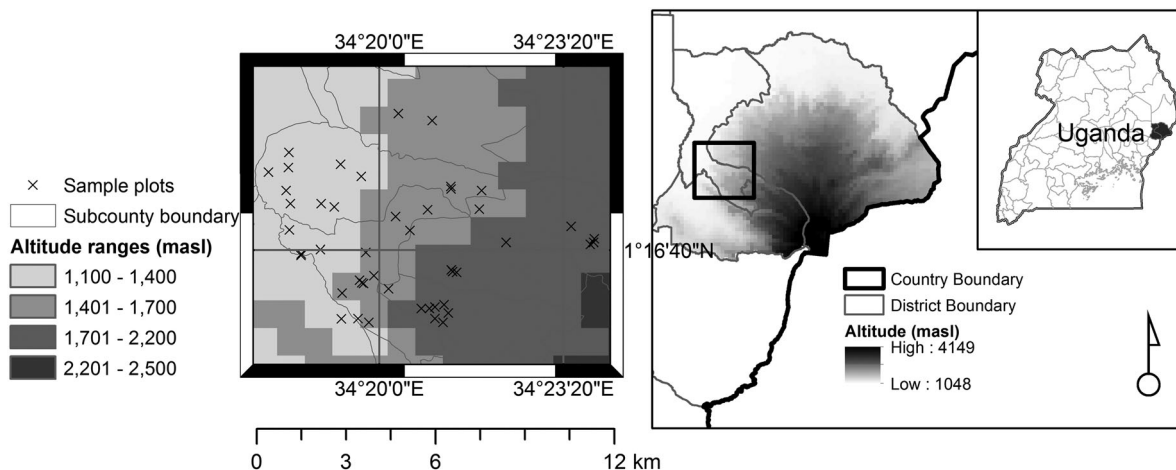 34°20'0"E 34°23'20"E
Sample plots
Subcounty boundary
Altitude ranges (masl)
1,100 - 1,400
1,401 - 1,700
1,701 - 2,200
2,201 - 2,500
1°16'40"N
34°20'0"E 34°23'20"E
0 3 6 12 km
Uganda
Country Boundary
District Boundary
Altitude (masl)
High : 4149
Low : 1048